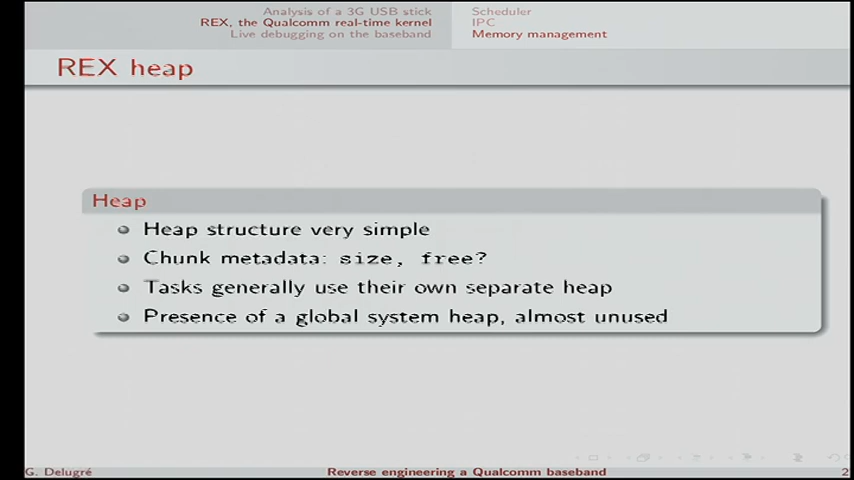 Analysis of a 3G USB stick
REX, the Qualcomm real-time kernel
Live debugging on the baseband
Scheduler
IPC
Memory management
REX heap
Heap
Heap structure very simple
Chunk metadata: size, free?
Tasks generally use their own separate heap
Presence of a global system heap, almost unused
G. Delugré
Reverse engineering a Qualcomm baseband
2